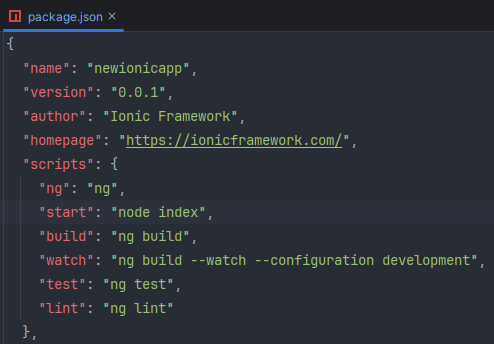 package.json ×
{
  "name": "newionicapp",
  "version": "0.0.1",
  "author": "Ionic Framework",
  "homepage": "https://ionicframework.com/",
  "scripts": {
    "ng": "ng",
    "start": "node index",
    "build": "ng build",
    "watch": "ng build --watch --configuration development",
    "test": "ng test",
    "lint": "ng lint"
  },